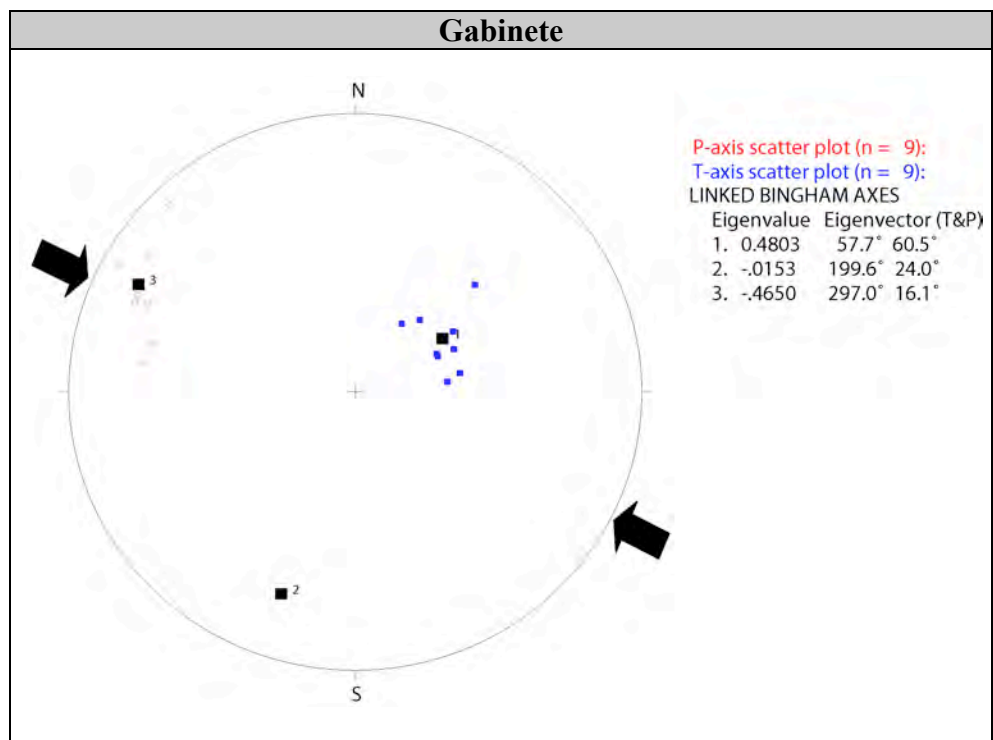 Gabinete
N
P-axis scatter plot (n = 9):
T-axis scatter plot (n = 9):
LINKED BINGHAM AXES
Eigenvalue Eigenvector (T&P)
1. 0.4803 57.7° 60.5°
2. -.0153 199.6° 24.0°
3. -.4650 297.0° 16.1°
3
1
2
S